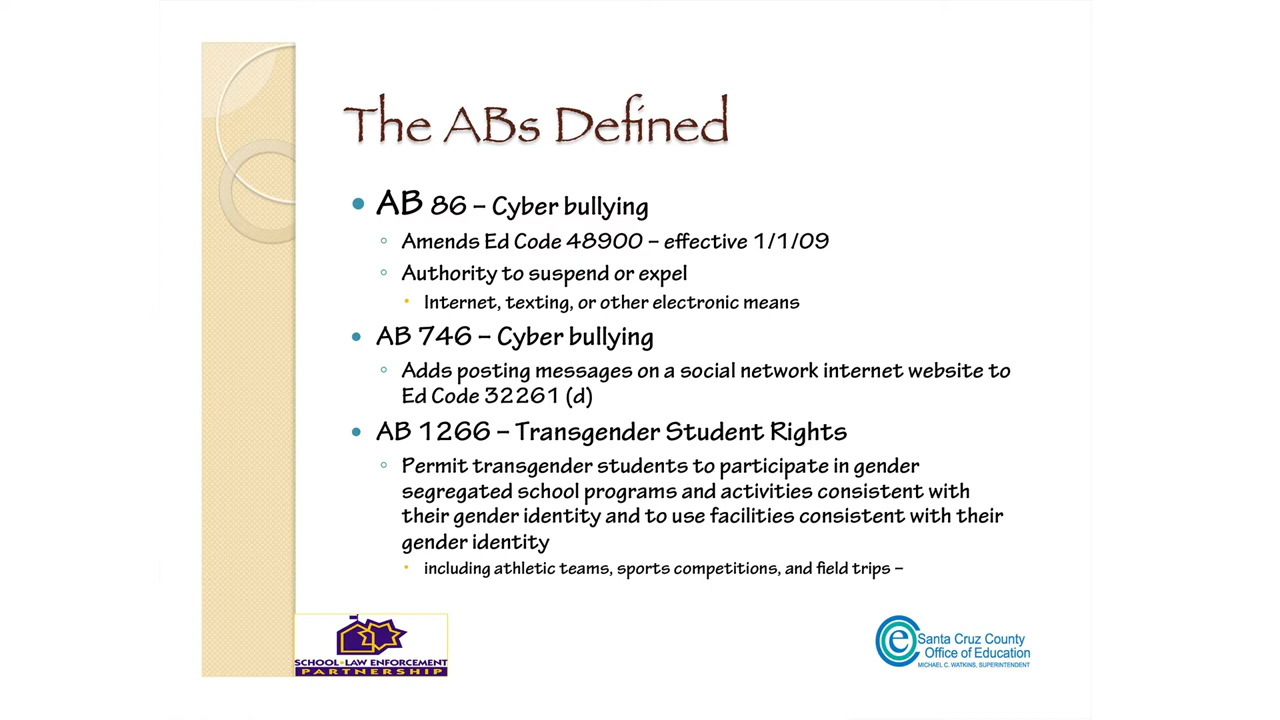 The ABs Defined
AB 86 – Cyber bullying
Amends Ed Code 48900 – effective 1/1/09
Authority to suspend or expel
Internet, texting, or other electronic means
AB 746 – Cyber bullying
Adds posting messages on a social network internet website to
Ed Code 32261 (d)
AB 1266 – Transgender Student Rights
Permit transgender students to participate in gender
segregated school programs and activities consistent with
their gender identity and to use facilities consistent with their
gender identity
including athletic teams, sports competitions, and field trips –
SCHOOL LAW ENFORCEMENT
PARTNERSHIP
e Santa Cruz County
Office of Education
MICHAEL C. WATKINS, SUPERINTENDENT